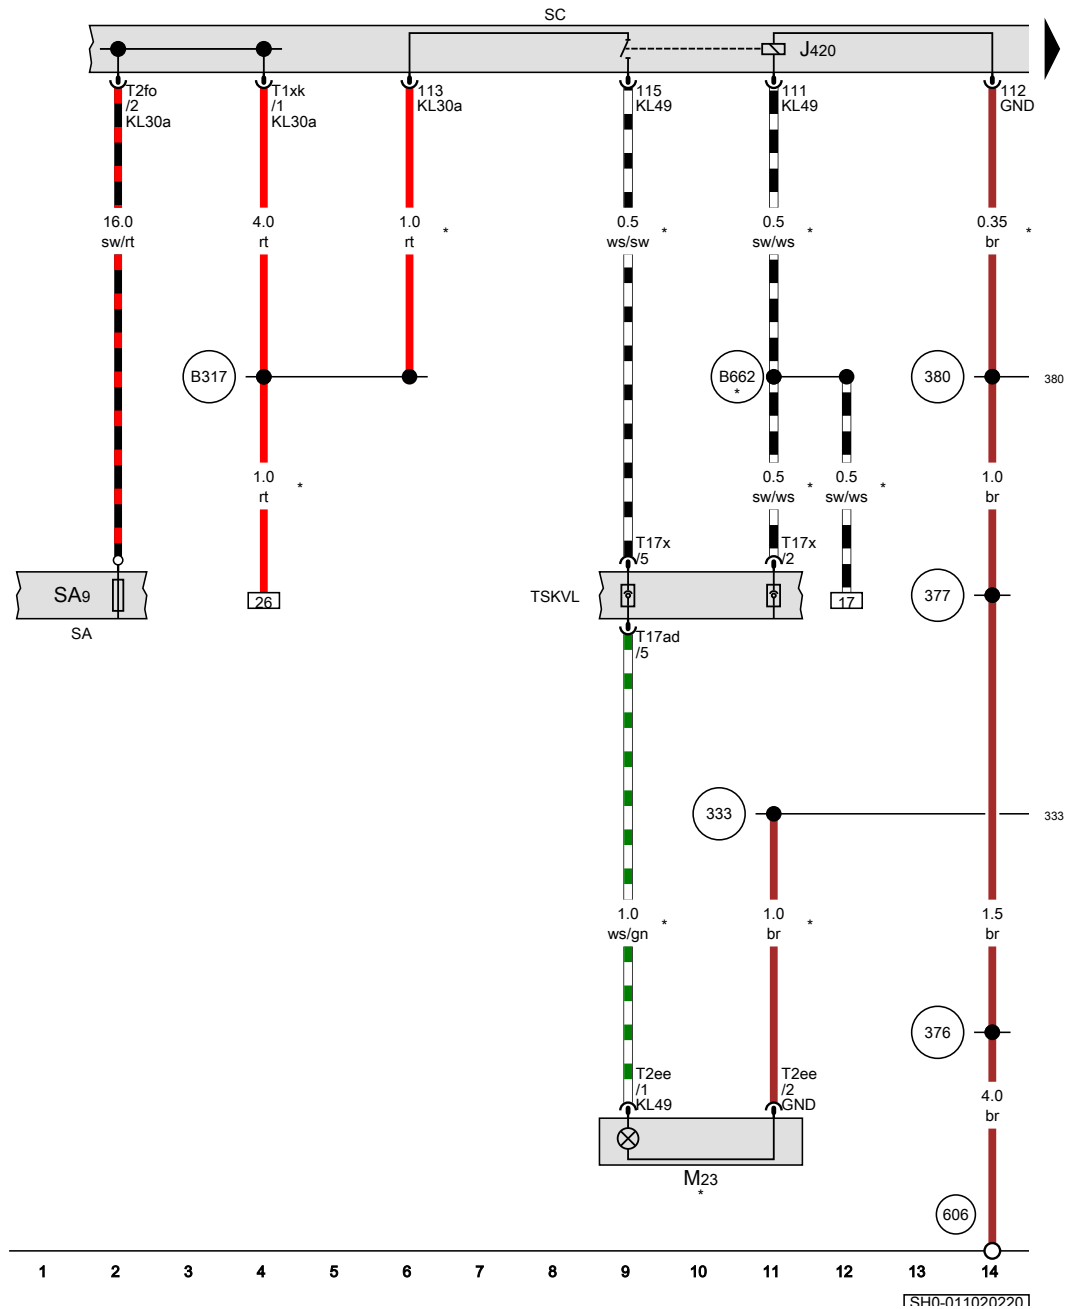 SC
J420
T2fo
/2
KL30a
T1xk
/1
KL30a
113
KL30a
115
KL49
111
KL49
112
GND
16.0
sw/rt
4.0
rt
1.0
rt
*
0.5
ws/sw
*
0.5
sw/ws
*
0.35
br
*
B317
B662
*
380
380
1.0
rt
*
0.5
sw/ws
*
0.5
sw/ws
*
1.0
br
T17x
/5
T17x
/2
SA9
SA
26
TSKVL
17
377
T17ad
/5
333
333
1.0
ws/gn
*
1.0
br
*
1.5
br
376
T2ee
/1
KL49
T2ee
/2
GND
4.0
br
M23
*
606
1 2 3 4 5 6 7 8 9 10 11 12 13 14
SH0-011020220